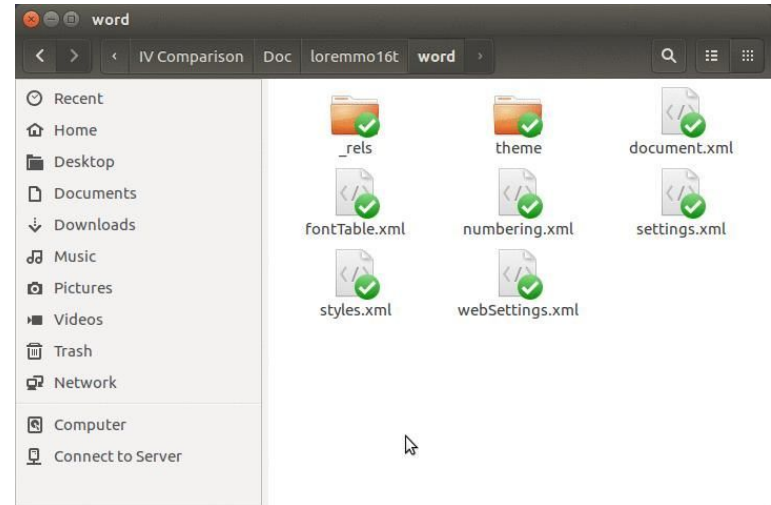 word
IV Comparison Doc loremmo16t word
Recent
Home
Desktop
Documents
Downloads
Music
Pictures
Videos
Trash
Network
Computer
Connect to Server
_rels theme document.xml
fontTable.xml numbering.xml settings.xml
styles.xml webSettings.xml